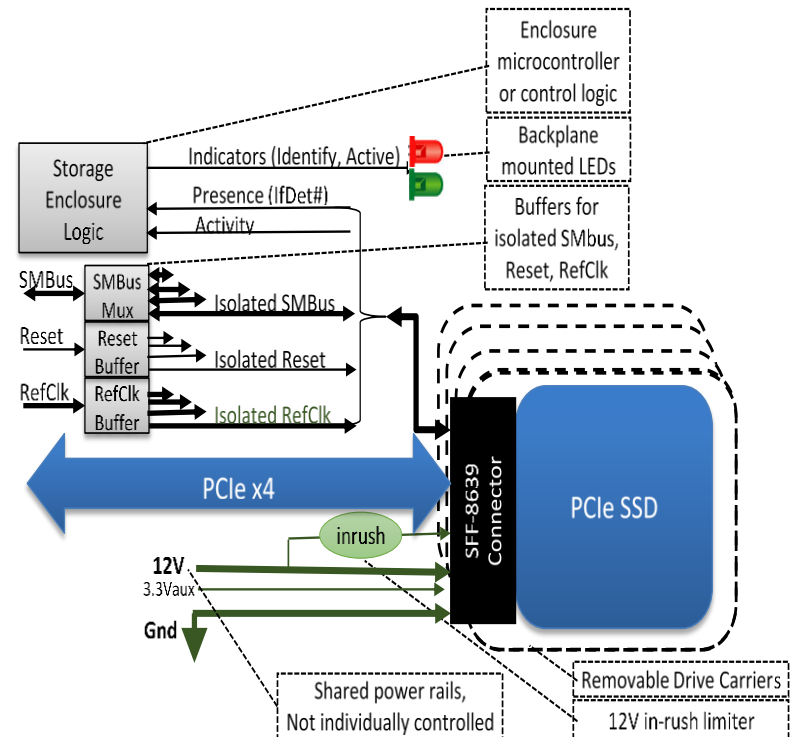 Enclosure
microcontroller
or control logic
Storage
Enclosure
Logic
Indicators (Identify, Active)
Backplane
mounted LEDs
Presence (IfDet#)
Activity
Buffers for
isolated SMbus,
Reset, RefClk
SMBus
SMBus
Mux
Isolated SMBus
Reset
Reset
Buffer
Isolated Reset
RefClk
RefClk
Buffer
Isolated RefClk
PCIe x4
SFF-8639
Connector
PCIe SSD
inrush
12V
3.3Vaux
Gnd
Shared power rails,
Not individually controlled
Removable Drive Carriers
12V in-rush limiter